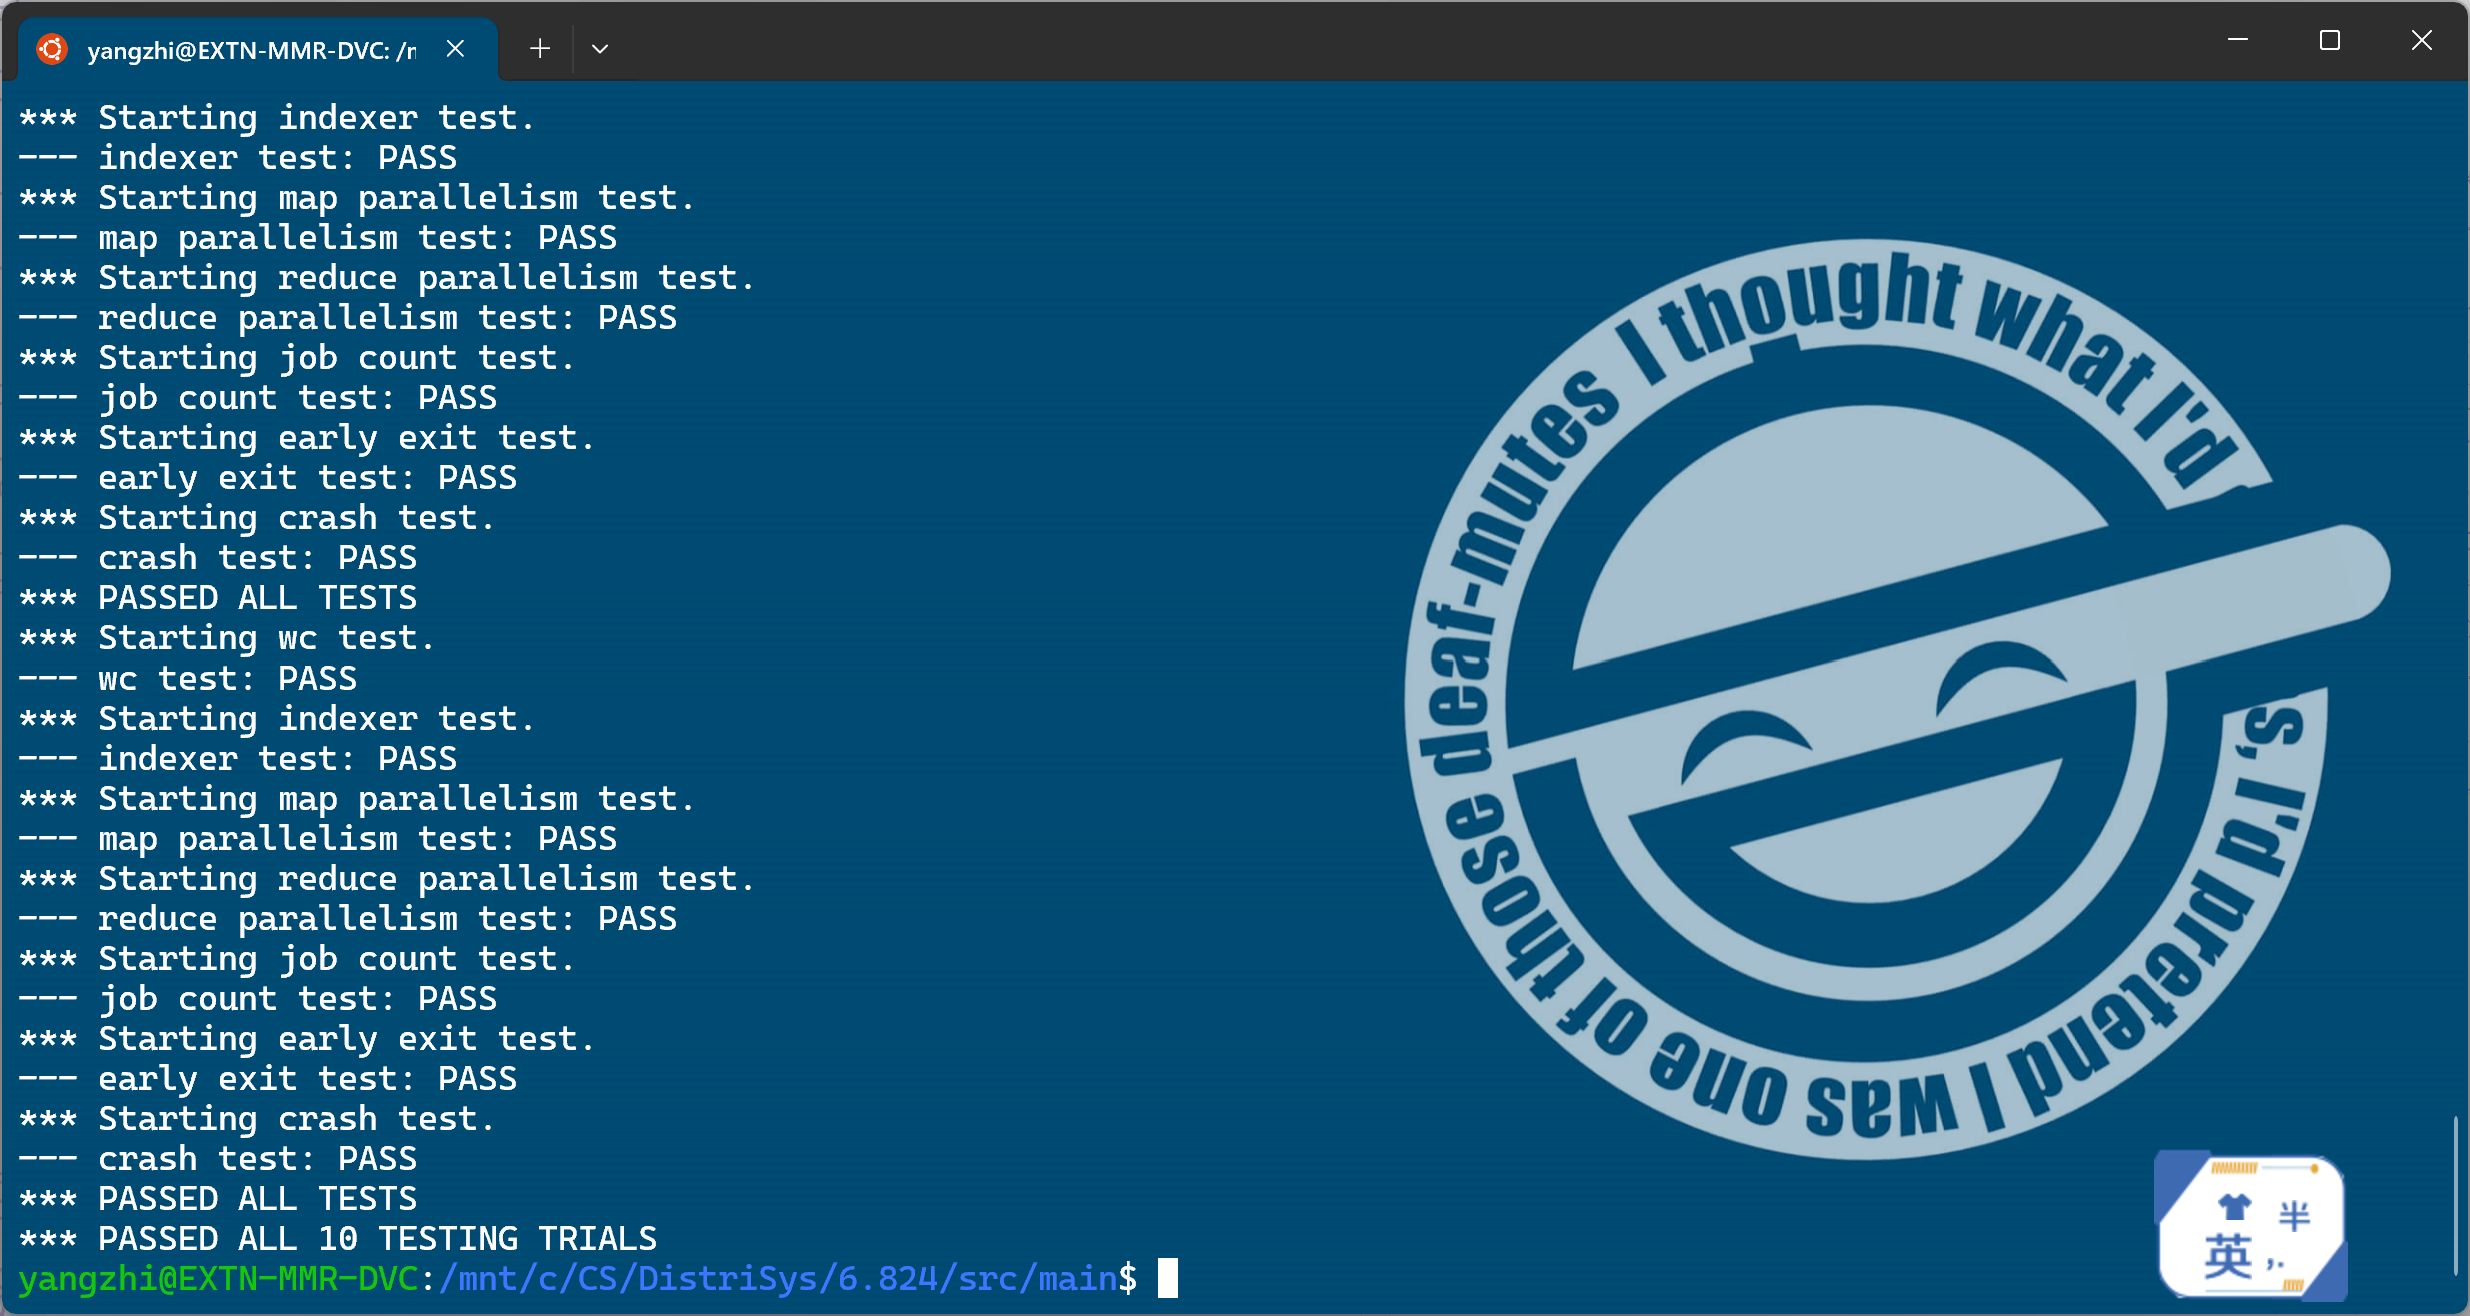 yangzhi@EXTN-MMR-DVC: /n
*** Starting indexer test.
--- indexer test: PASS
*** Starting map parallelism test.
--- map parallelism test: PASS
*** Starting reduce parallelism test.
--- reduce parallelism test: PASS
*** Starting job count test.
--- job count test: PASS
*** Starting early exit test.
--- early exit test: PASS
*** Starting crash test.
--- crash test: PASS
*** PASSED ALL TESTS
*** Starting wc test.
--- wc test: PASS
*** Starting indexer test.
--- indexer test: PASS
*** Starting map parallelism test.
--- map parallelism test: PASS
*** Starting reduce parallelism test.
--- reduce parallelism test: PASS
*** Starting job count test.
--- job count test: PASS
*** Starting early exit test.
--- early exit test: PASS
*** Starting crash test.
--- crash test: PASS
*** PASSED ALL TESTS
*** PASSED ALL 10 TESTING TRIALS
yangzhi@EXTN-MMR-DVC:/mnt/c/CS/DistriSys/6.824/src/main$
I thought what I'd
s, I'd pretend I was one of those deaf-mutes
半
英 ,.